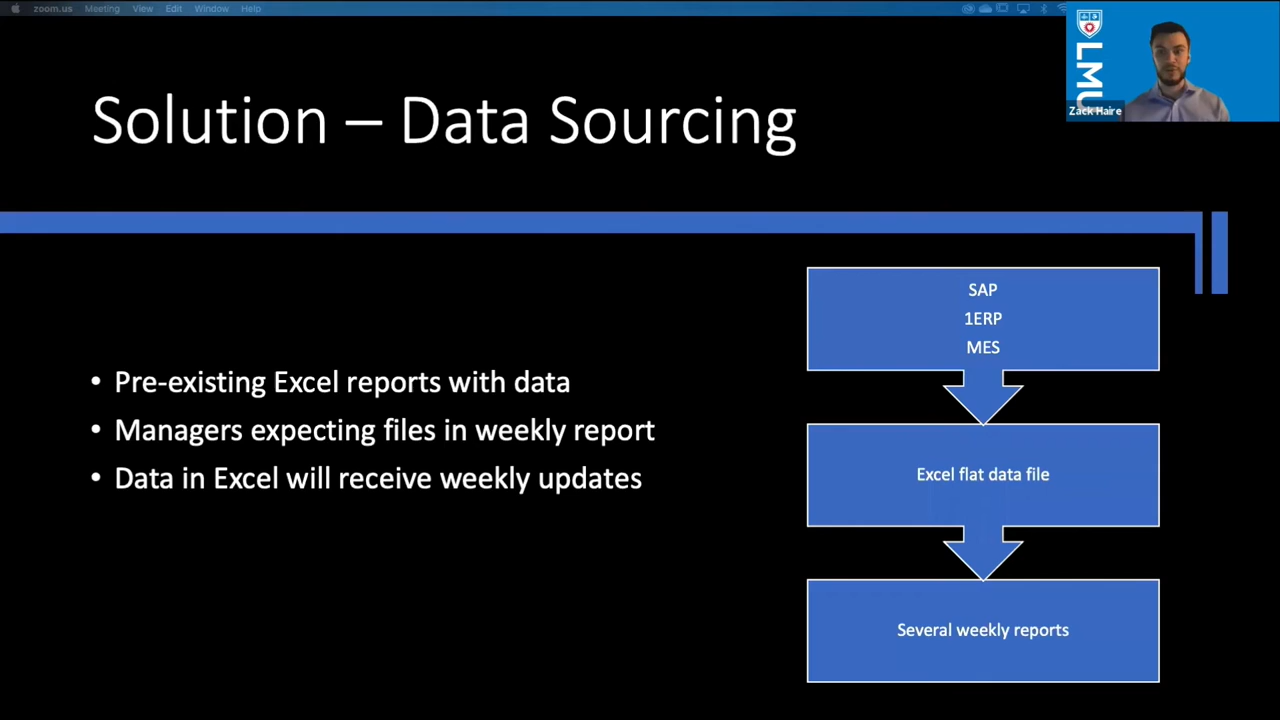 zoom.us Meeting View Edit Window Help
LMU
Zack Haire
Solution – Data Sourcing
• Pre-existing Excel reports with data
• Managers expecting files in weekly report
• Data in Excel will receive weekly updates
SAP
1ERP
MES
Excel flat data file
Several weekly reports